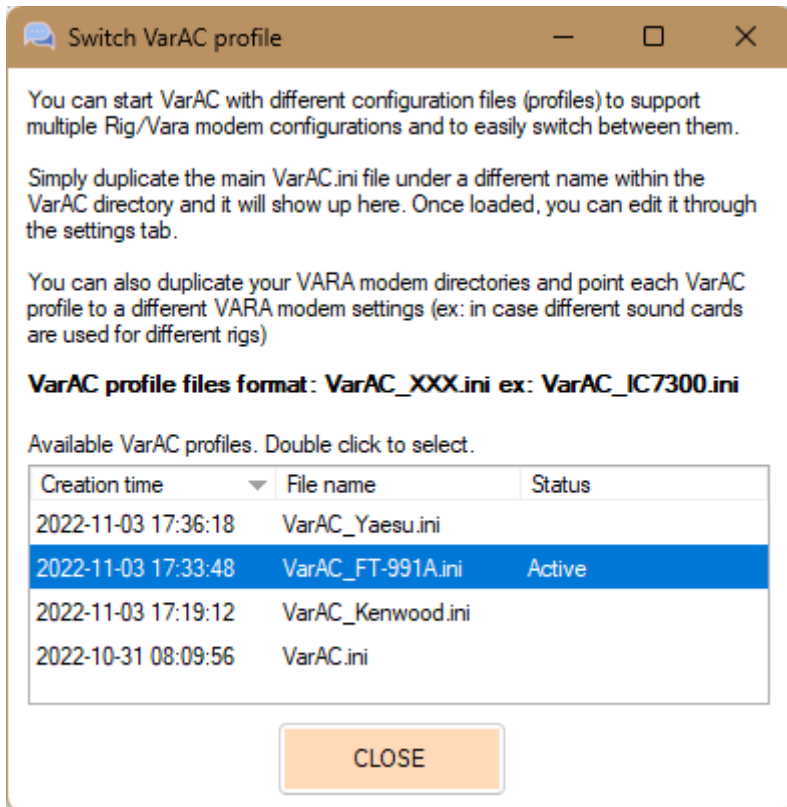 Switch VarAC profile
You can start VarAC with different configuration files (profiles) to support
multiple Rig/Vara modem configurations and to easily switch between them.
Simply duplicate the main VarAC.ini file under a different name within the
VarAC directory and it will show up here. Once loaded, you can edit it through
the settings tab.
You can also duplicate your VARA modem directories and point each VarAC
profile to a different VARA modem settings (ex: in case different sound cards
are used for different rigs)
VarAC profile files format: VarAC_XXX.ini ex: VarAC_IC7300.ini
Available VarAC profiles. Double click to select.
Creation time File name Status
2022-11-03 17:36:18 VarAC_Yaesu.ini
2022-11-03 17:33:48 VarAC_FT-991A.ini Active
2022-11-03 17:19:12 VarAC_Kenwood.ini
2022-10-31 08:09:56 VarAC.ini
CLOSE